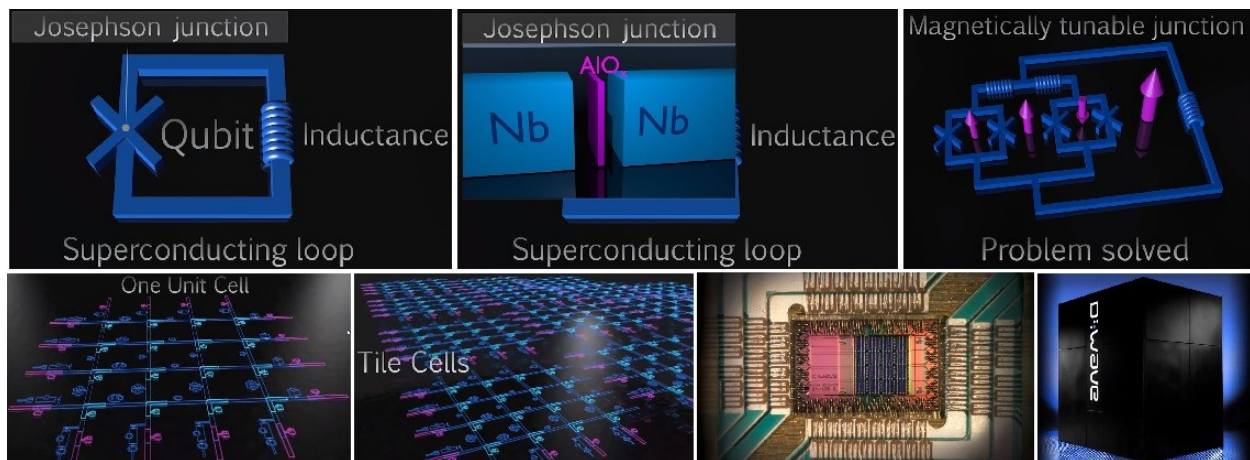 Josephson junction
Qubit
Inductance
Superconducting loop
Josephson junction
AlOₓ
Nb
Nb
Inductance
Superconducting loop
Magnetically tunable junction
Problem solved
One Unit Cell
Tile Cells
D:wave